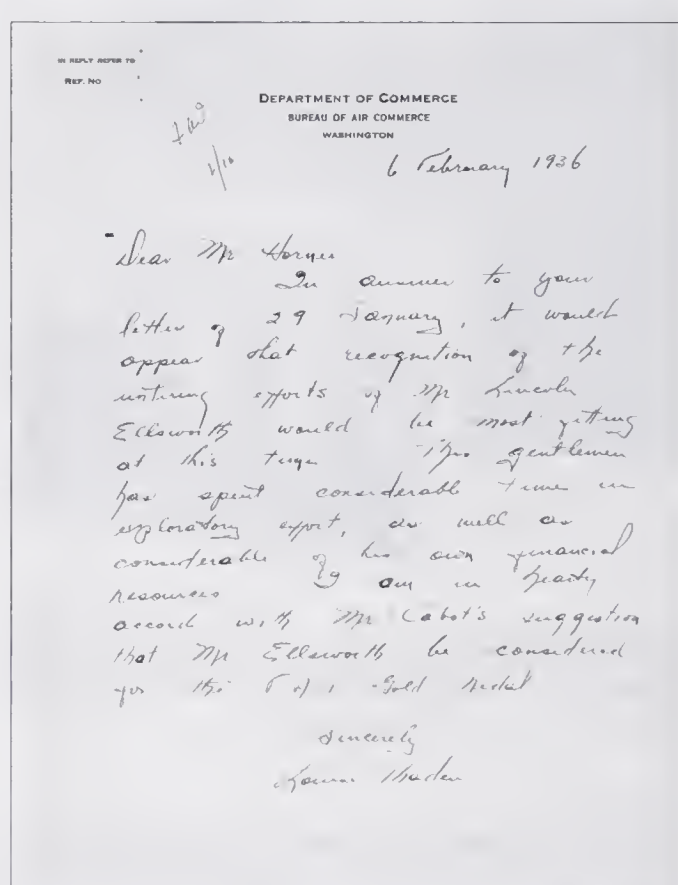 IN REPLY REFER TO
REF. NO
DEPARTMENT OF COMMERCE
BUREAU OF AIR COMMERCE
WASHINGTON
6 February 1936
Dear Mr
In answer to your
letter of 29 January, it would
appear that recognition of the
untiring efforts of Mr Lincoln
Ellsworth would be most fitting
at this time This gentlemen
has spent considerable time in
exploratory effort, as well as
considerable of his own financial
resources I am in hearty
accord with Mr Cabot's suggestion
that Mr Ellsworth be considered
for the Gold Medal
Sincerely